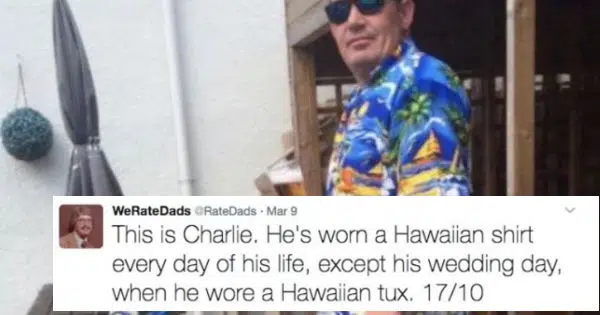 WeRateDads @RateDads · Mar 9
This is Charlie. He's worn a Hawaiian shirt
every day of his life, except his wedding day,
when he wore a Hawaiian tux. 17/10